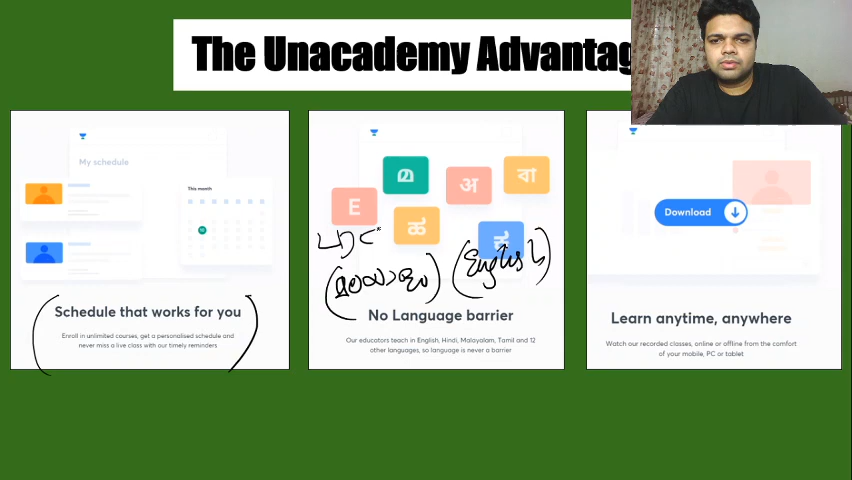 The Unacademy Advantag
My schedule
This month
E
മ
अ
বা
ಹ
LDC
(മലയാളം)
(English)
Schedule that works for you
Enroll in unlimited courses, get a personalised schedule and
never miss a live class with our timely reminders
No Language barrier
Our educators teach in English, Hindi, Malayalam, Tamil and 12
other languages, so language is never a barrier
Download
Learn anytime, anywhere
Watch our recorded classes, online or offline from the comfort
of your mobile, PC or tablet